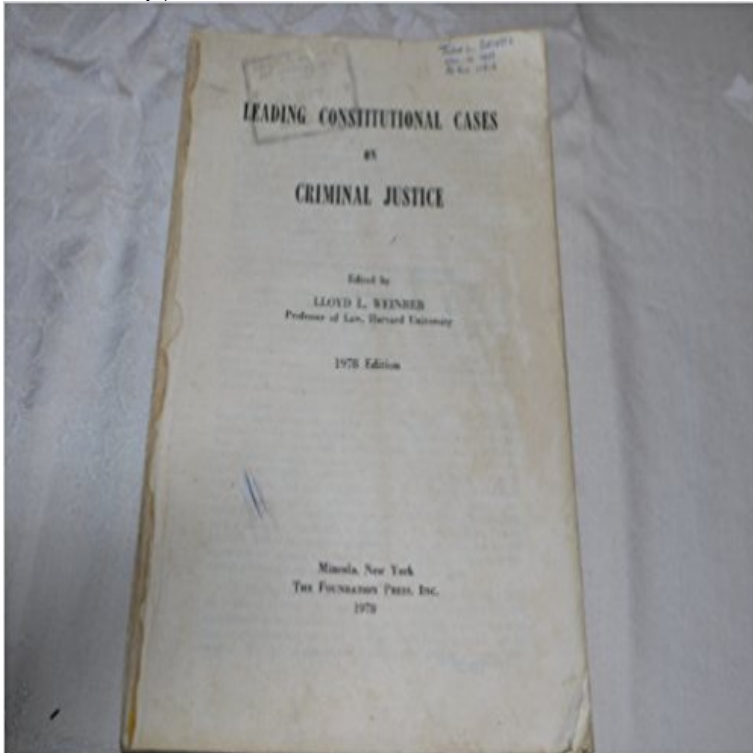 LEADING CONSTITUTIONAL CASES
ON
CRIMINAL JUSTICE
Edited by
LLOYD L. WEINREB
Professor of Law, Harvard University
1978 Edition
Mineola, New York
THE FOUNDATION PRESS, INC.
1978